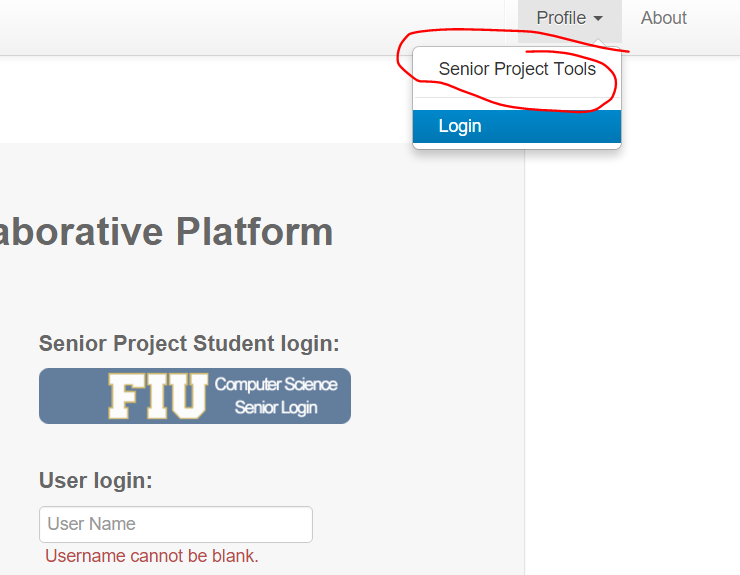 Profile
About
Senior Project Tools
Login
aborative Platform
Senior Project Student login:
FIU Computer Science
Senior Login
User login:
User Name
Username cannot be blank.